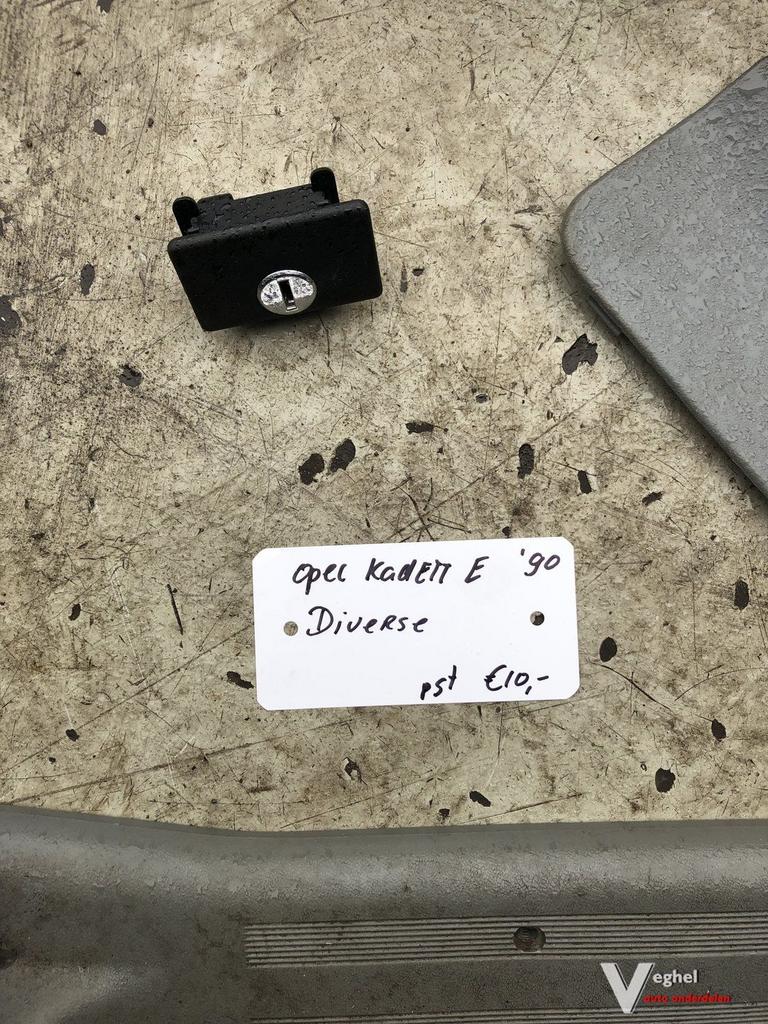 Opel Kadett E '90
Diverse
pst €10,-
Veghel
auto onderdelen